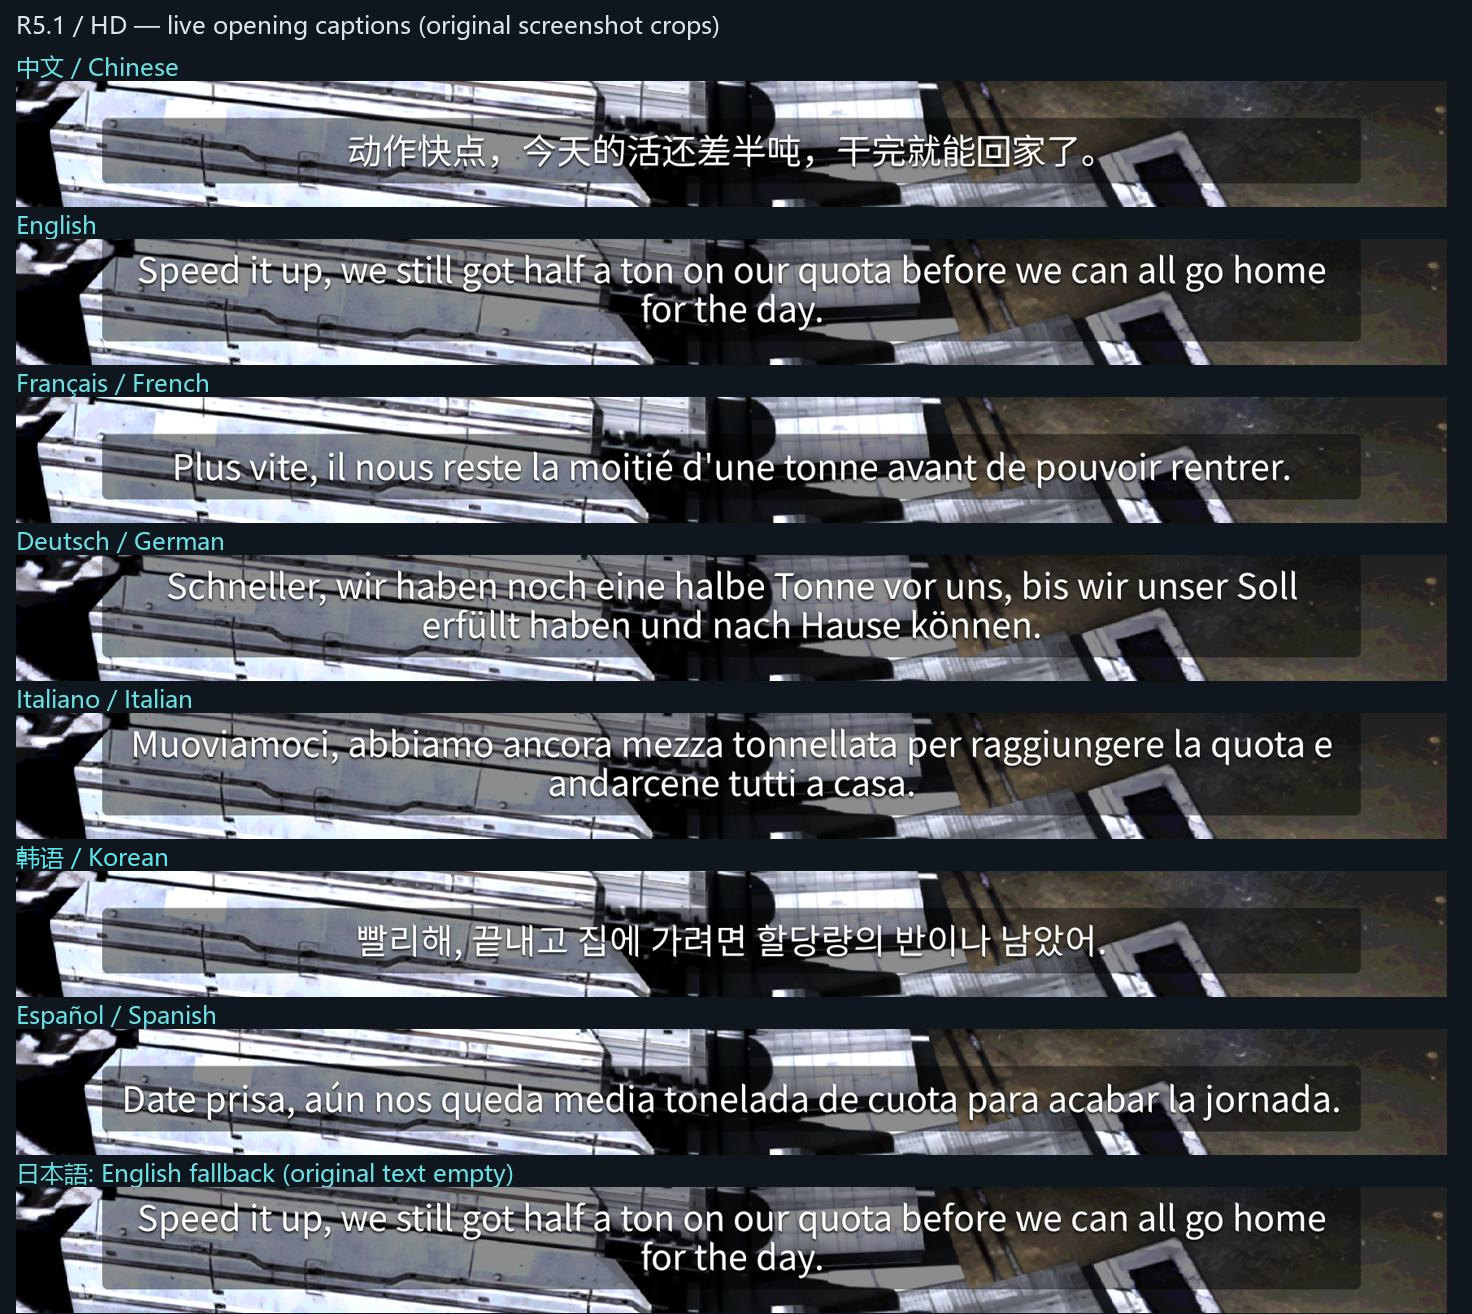 R5.1 / HD — live opening captions (original screenshot crops)
中文 / Chinese
动作快点，今天的活还差半吨，干完就能回家了。
English
Speed it up, we still got half a ton on our quota before we can all go home
for the day.
Français / French
Plus vite, il nous reste la moitié d'une tonne avant de pouvoir rentrer.
Deutsch / German
Schneller, wir haben noch eine halbe Tonne vor uns, bis wir unser Soll
erfüllt haben und nach Hause können.
Italiano / Italian
Muoviamoci, abbiamo ancora mezza tonnellata per raggiungere la quota e
andarcene tutti a casa.
韩语 / Korean
빨리해, 끝내고 집에 가려면 할당량의 반이나 남았어.
Español / Spanish
Date prisa, aún nos queda media tonelada de cuota para acabar la jornada.
日本語: English fallback (original text empty)
Speed it up, we still got half a ton on our quota before we can all go home
for the day.